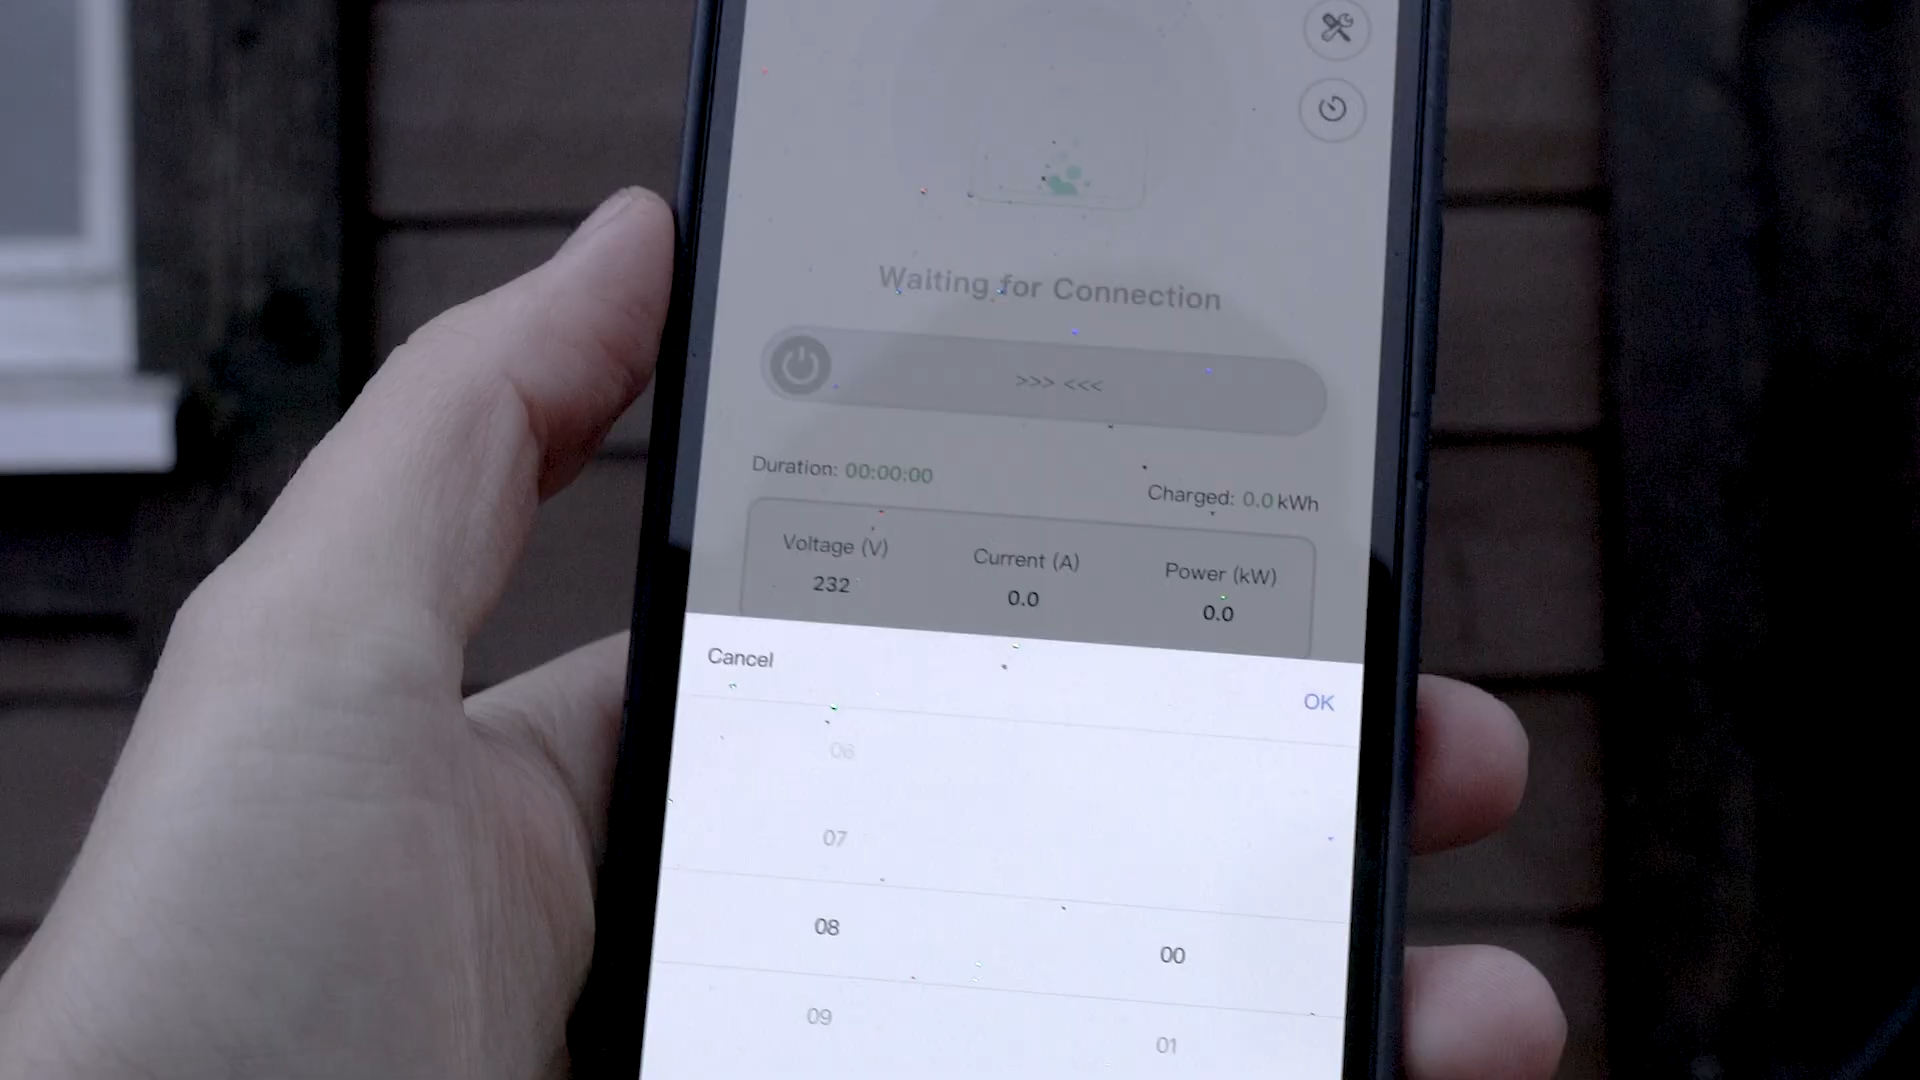 Waiting for Connection
>>> <<<
Duration: 00:00:00
Charged: 0.0 kWh
Voltage (V) Current (A) Power (kW)
232 0.0 0.0
Cancel OK
06
07
08 00
09 01